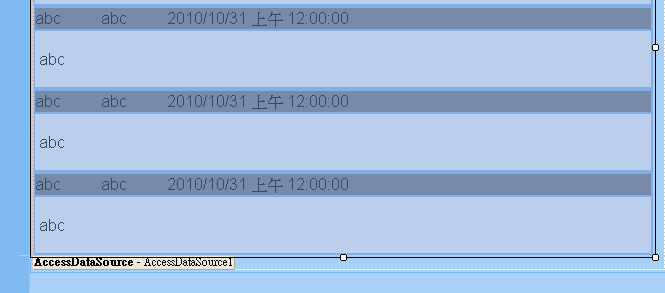 abc abc 2010/10/31 上午 12:00:00
abc
abc abc 2010/10/31 上午 12:00:00
abc
abc abc 2010/10/31 上午 12:00:00
abc
AccessDataSource - AccessDataSource1